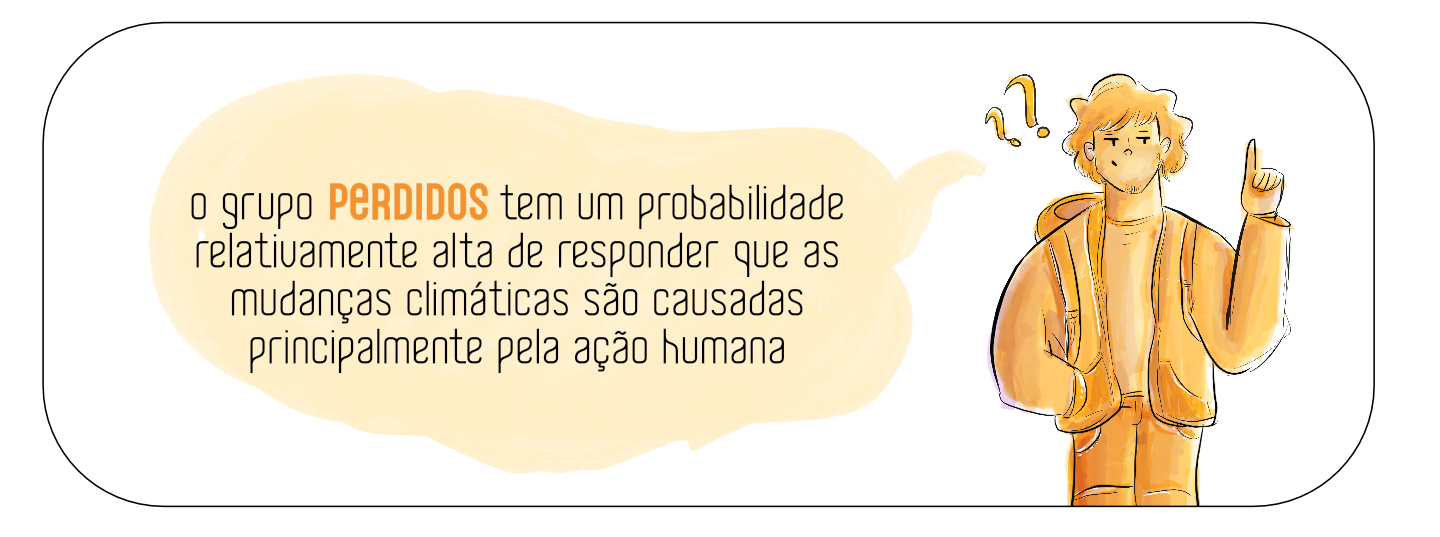 o grupo PERDIDOS tem um probabilidade
relativamente alta de responder que as
mudanças climáticas são causadas
principalmente pela ação humana
??